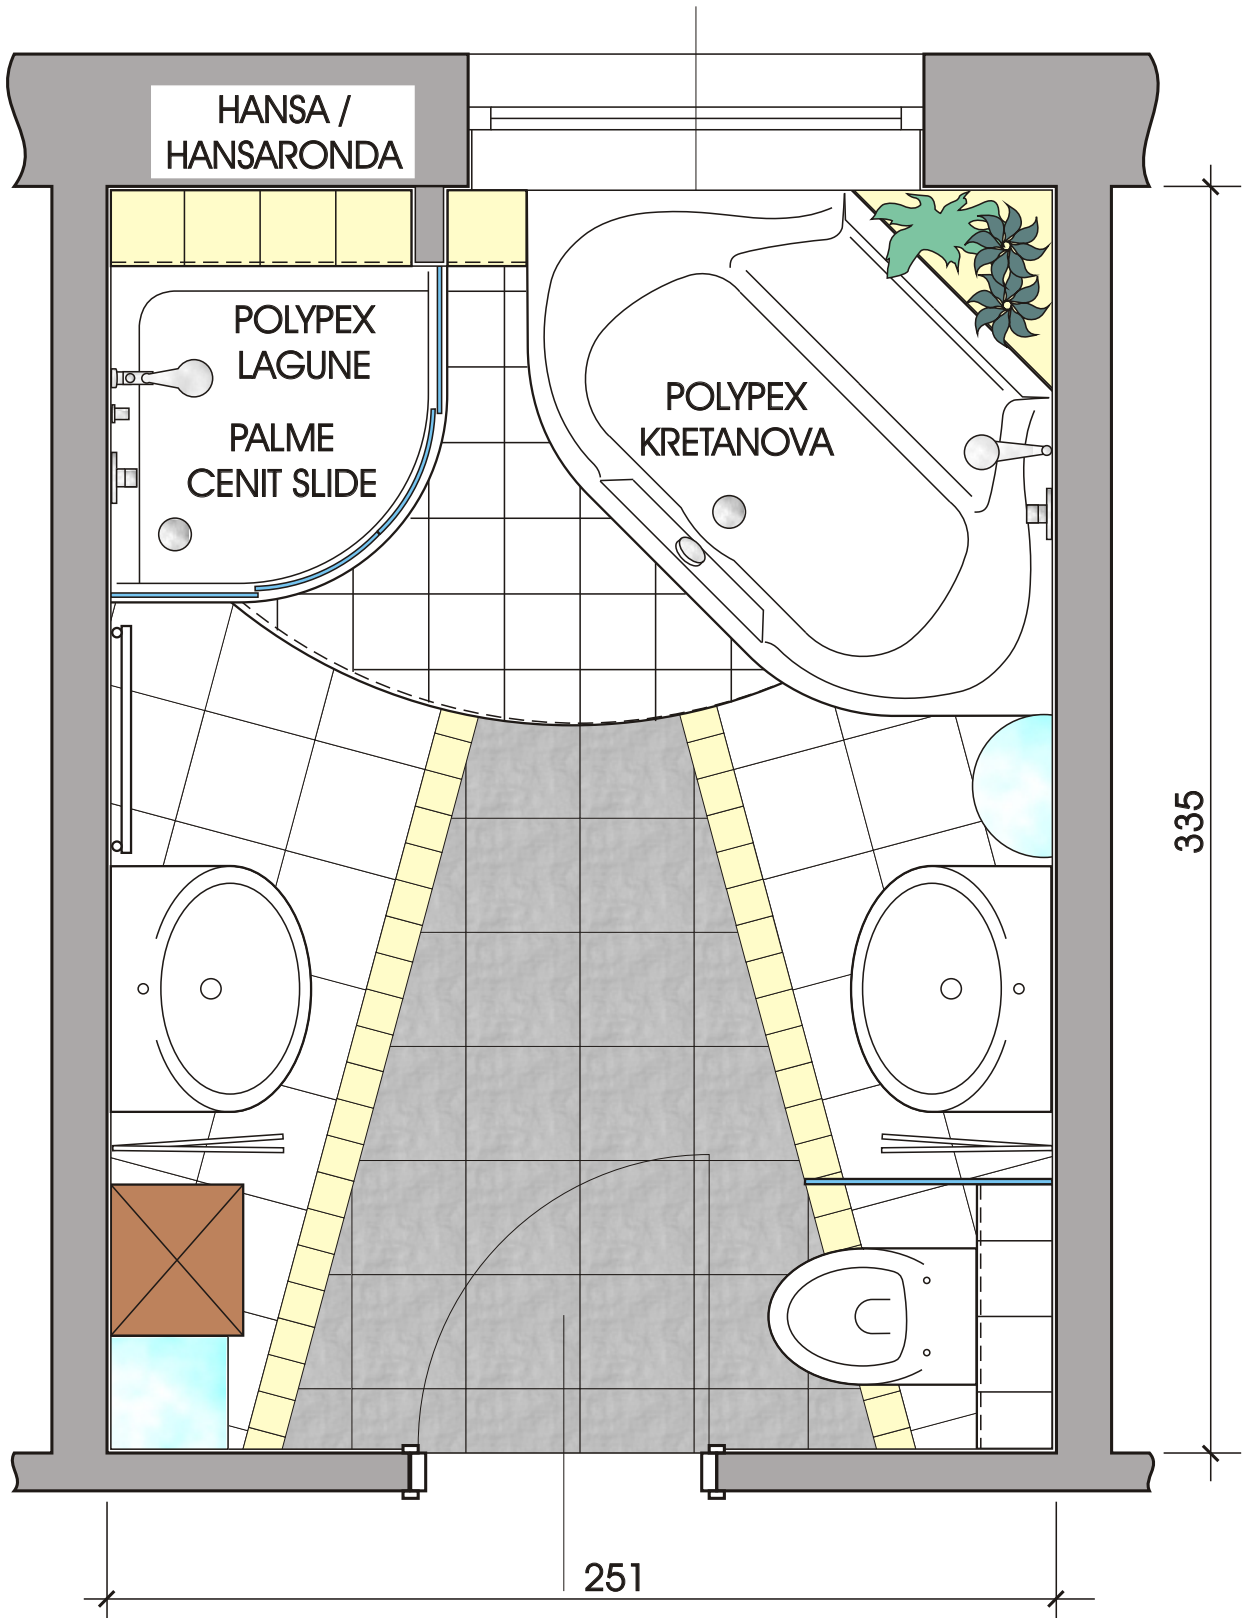 HANSA /
HANSARONDA
POLYPEX
LAGUNE
PALME
CENIT SLIDE
POLYPEX
KRETANOVA
335
251